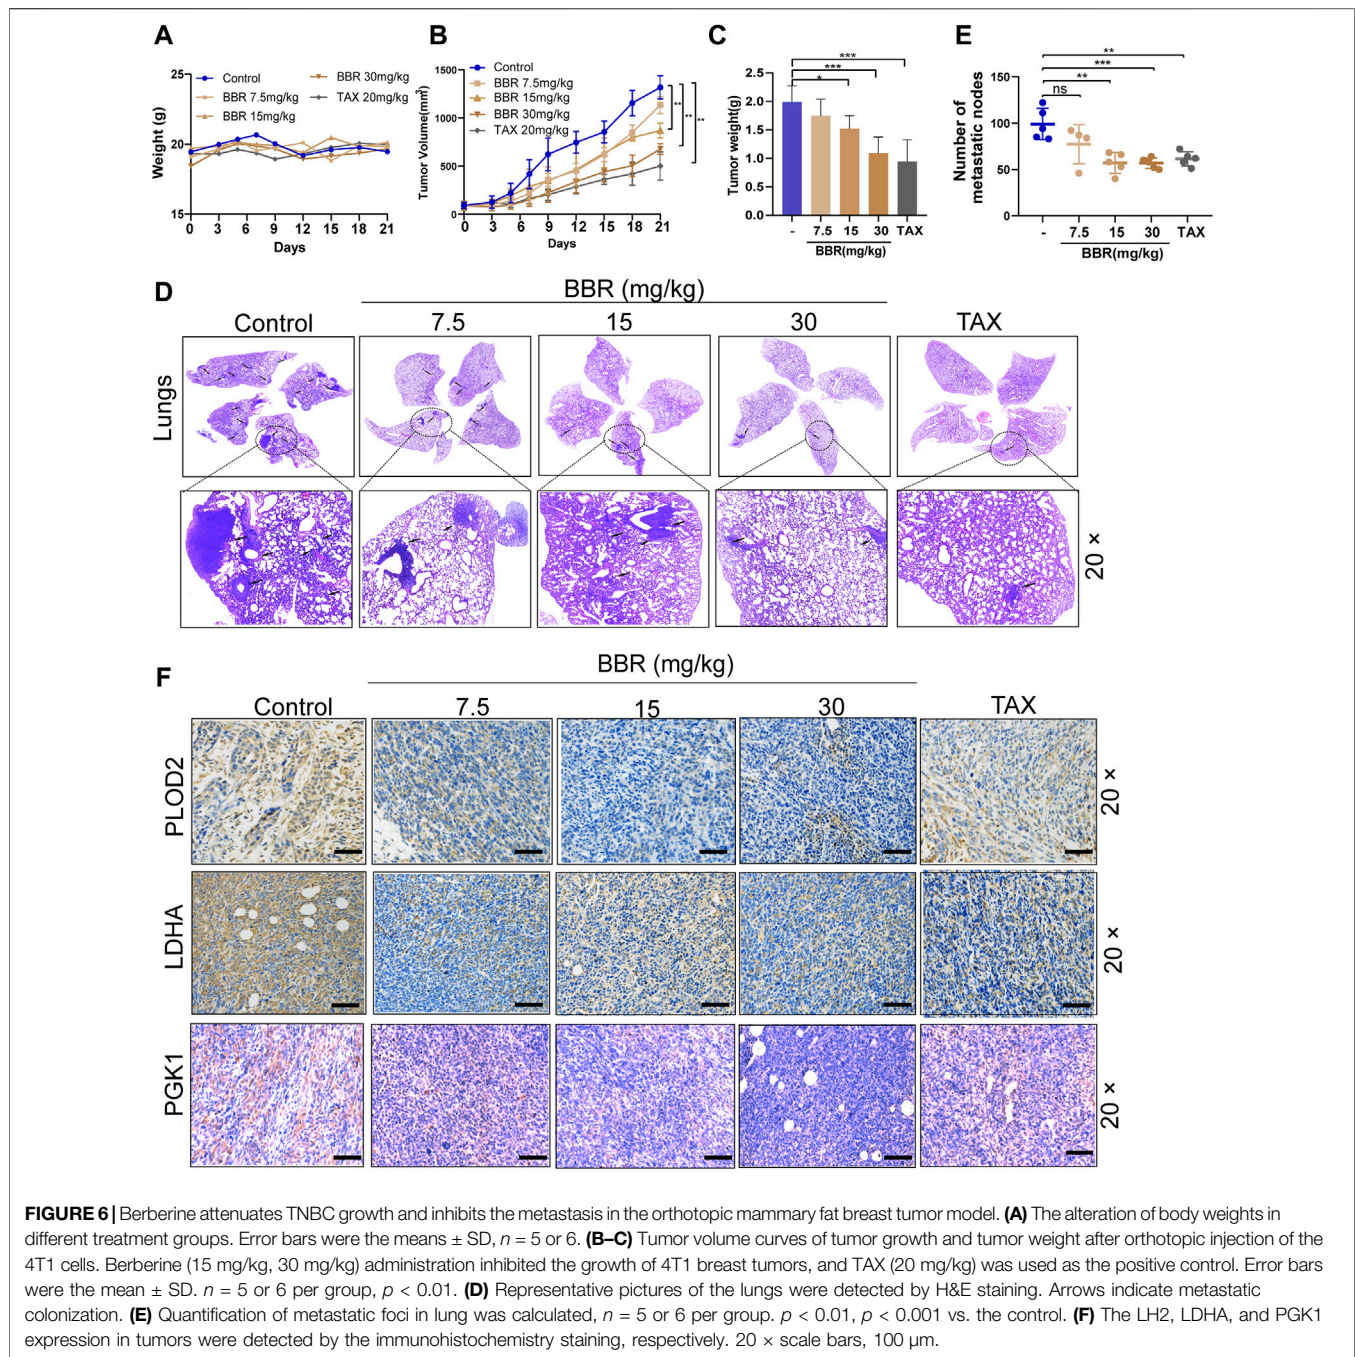 A
25
20
15
Weight (g)
Control
BBR 7.5mg/kg
BBR 15mg/kg
BBR 30mg/kg
TAX 20mg/kg
0 3 6 9 12 15 18 21
Days
B
1500
1000
500
0
Tumor Volume(mm³)
Control
BBR 7.5mg/kg
BBR 15mg/kg
BBR 30mg/kg
TAX 20mg/kg
** ** **
0 3 6 9 12 15 18 21
Days
C
***
***
*
2.5
2.0
1.5
1.0
0.5
0.0
Tumor weight(g)
- 7.5 15 30 TAX
BBR(mg/kg)
E
**
***
**
ns
150
100
50
0
Number of
metastatic nodes
- 7.5 15 30 TAX
BBR(mg/kg)
D
BBR (mg/kg)
Control 7.5 15 30 TAX
Lungs
20 ×
F
BBR (mg/kg)
Control 7.5 15 30 TAX
PLOD2
20 ×
LDHA
20 ×
PGK1
20 ×
FIGURE 6 | Berberine attenuates TNBC growth and inhibits the metastasis in the orthotopic mammary fat breast tumor model. (A) The alteration of body weights in
different treatment groups. Error bars were the means ± SD, n = 5 or 6. (B–C) Tumor volume curves of tumor growth and tumor weight after orthotopic injection of the
4T1 cells. Berberine (15 mg/kg, 30 mg/kg) administration inhibited the growth of 4T1 breast tumors, and TAX (20 mg/kg) was used as the positive control. Error bars
were the mean ± SD. n = 5 or 6 per group, p < 0.01. (D) Representative pictures of the lungs were detected by H&E staining. Arrows indicate metastatic
colonization. (E) Quantification of metastatic foci in lung was calculated, n = 5 or 6 per group. p < 0.01, p < 0.001 vs. the control. (F) The LH2, LDHA, and PGK1
expression in tumors were detected by the immunohistochemistry staining, respectively. 20 × scale bars, 100 µm.